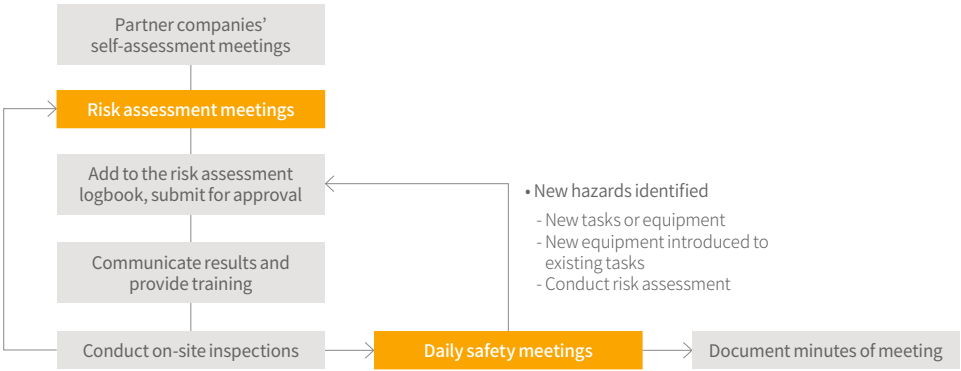 Partner companies’
self-assessment meetings
Risk assessment meetings
Add to the risk assessment
logbook, submit for approval
Communicate results and
provide training
Conduct on-site inspections
Daily safety meetings
Document minutes of meeting
• New hazards identified
- New tasks or equipment
- New equipment introduced to
existing tasks
- Conduct risk assessment